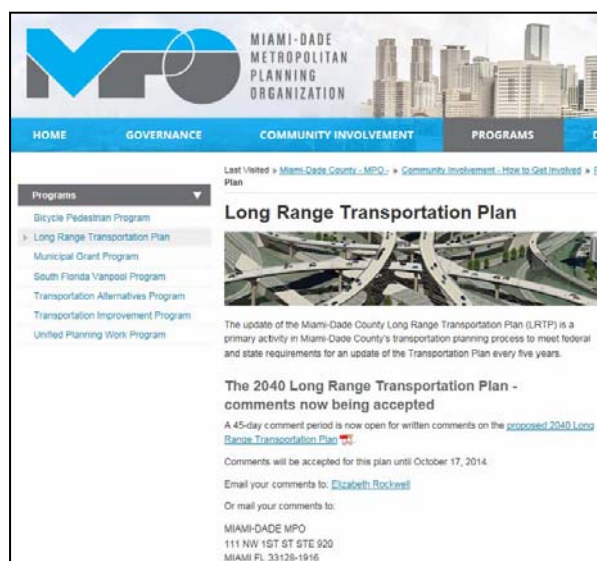 MPO
MIAMI-DADE
METROPOLITAN
PLANNING
ORGANIZATION
HOME GOVERNANCE COMMUNITY INVOLVEMENT PROGRAMS
Last Visited » Miami-Dade County - MPO - » Community Involvement - How to Get Involved »
Plan
Programs
Bicycle Pedestrian Program
Long Range Transportation Plan
Municipal Grant Program
South Florida Vanpool Program
Transportation Alternatives Program
Transportation Improvement Program
Unified Planning Work Program
Long Range Transportation Plan
The update of the Miami-Dade County Long Range Transportation Plan (LRTP) is a
primary activity in Miami-Dade County's transportation planning process to meet federal
and state requirements for an update of the Transportation Plan every five years.
The 2040 Long Range Transportation Plan -
comments now being accepted
A 45-day comment period is now open for written comments on the proposed 2040 Long
Range Transportation Plan.
Comments will be accepted for this plan until October 17, 2014.
Email your comments to: Elizabeth Rockwell
Or mail your comments to:
MIAMI-DADE MPO
111 NW 1ST ST STE 920
MIAMI FL 33128-1916